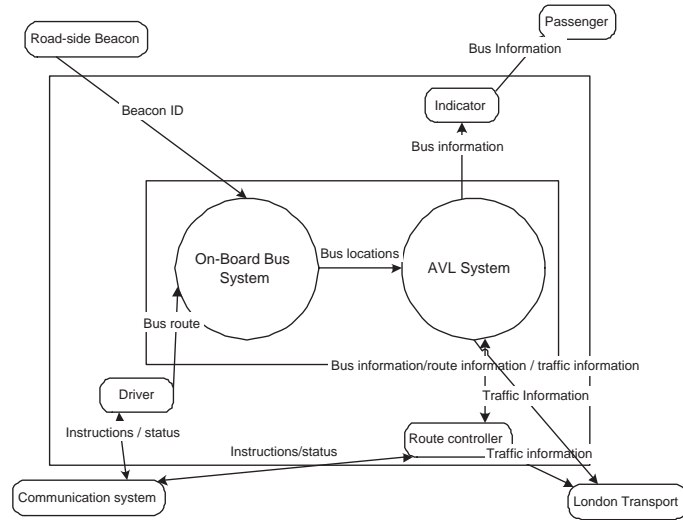 Passenger
Road-side Beacon
Bus Information
Indicator
Beacon ID
Bus information
On-Board Bus
System
Bus locations
AVL System
Bus route
Bus information/route information / traffic information
Driver
Traffic Information
Instructions / status
Route controller
Instructions/status
Traffic information
Communication system
London Transport